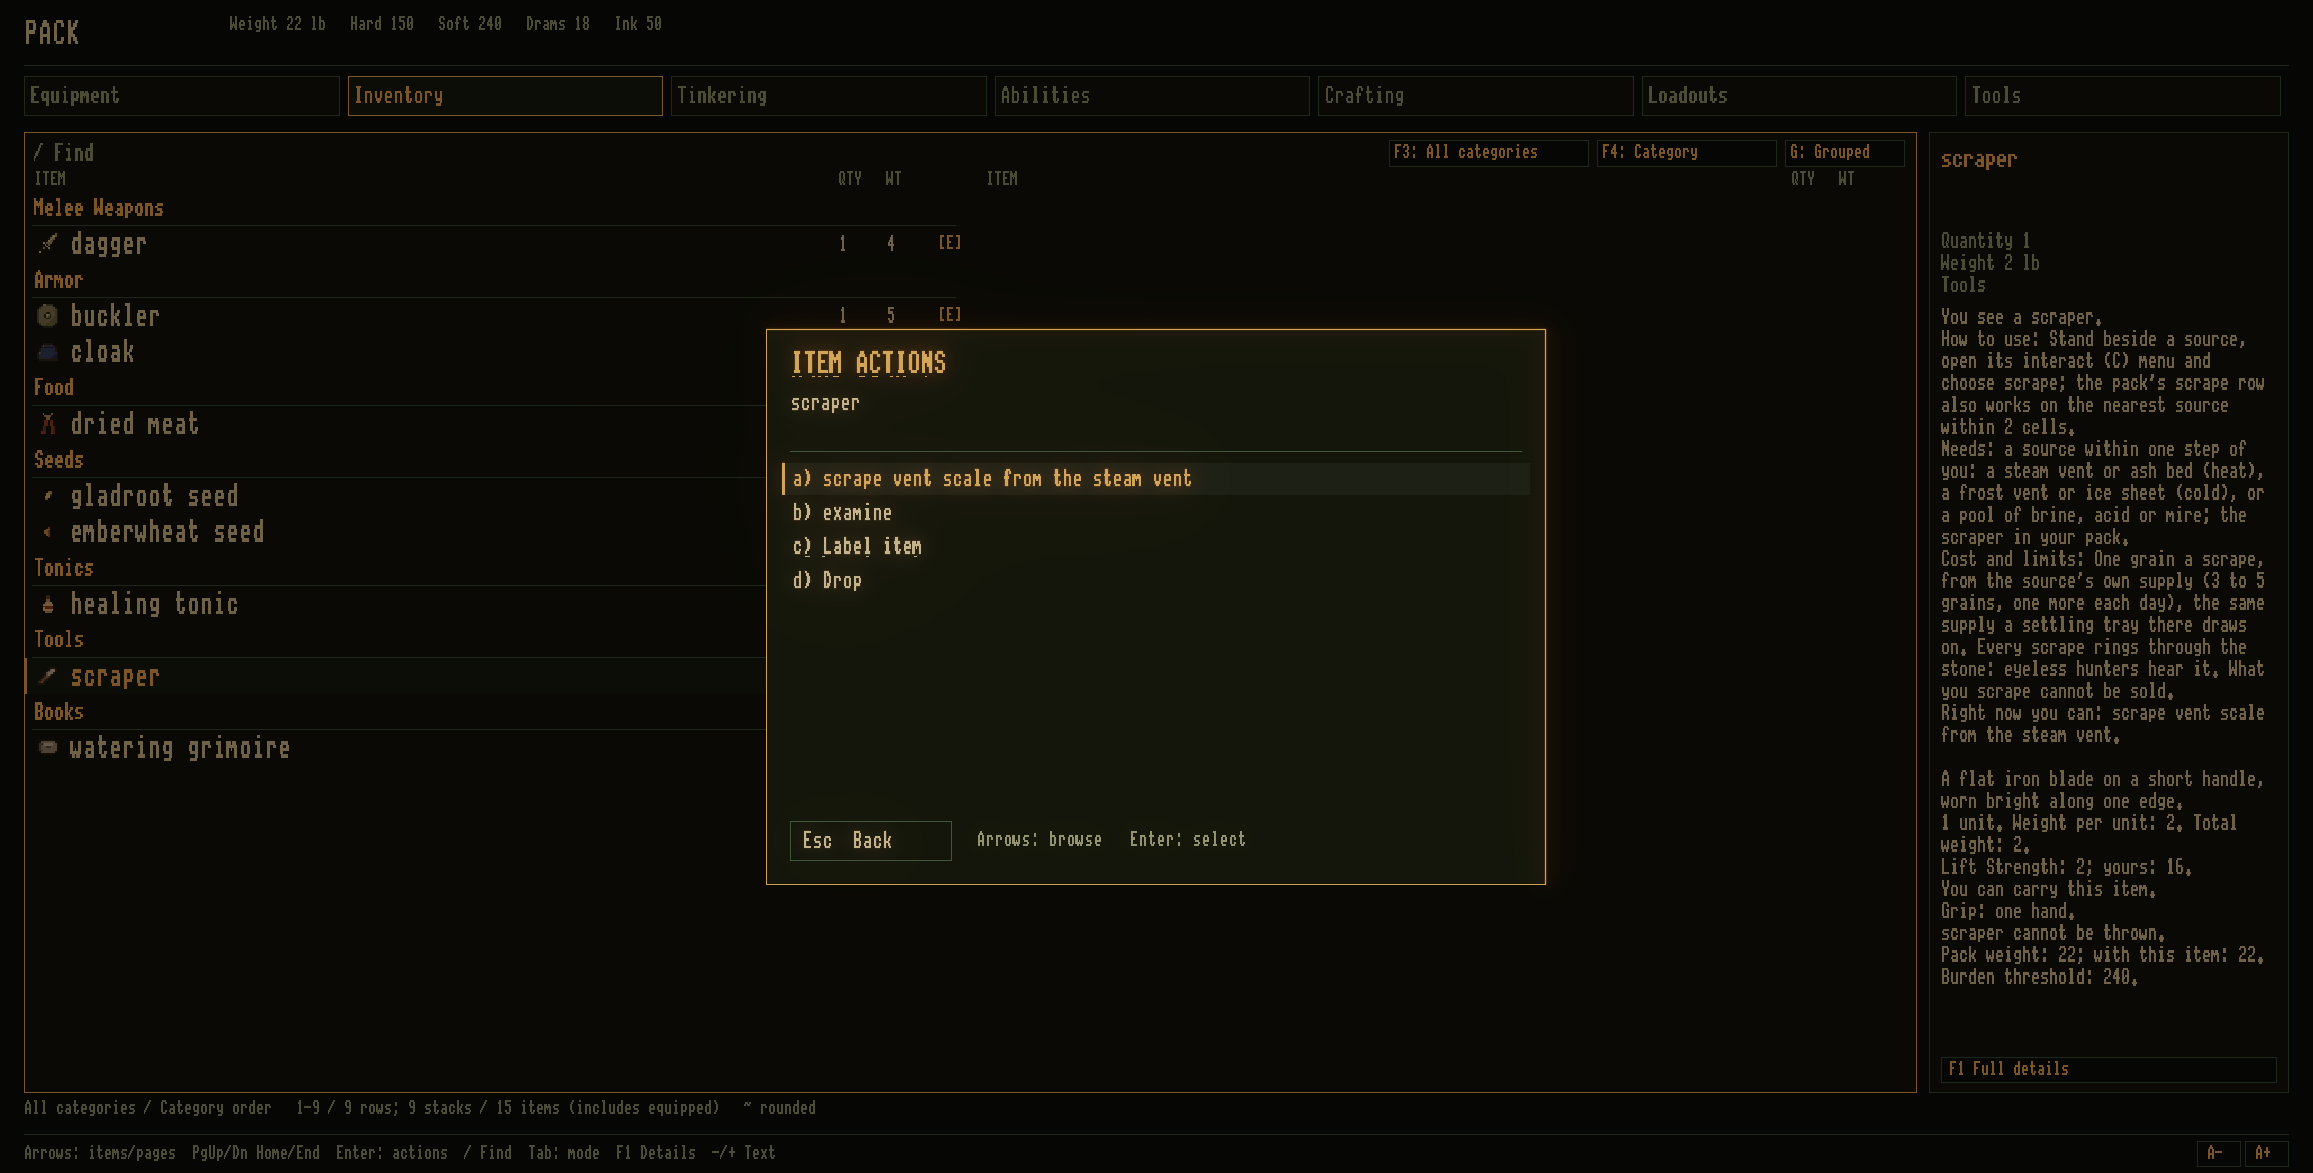 PACK
Weight 22 lb Hard 150 Soft 240 Drams 18 Ink 50
Equipment Inventory Tinkering Abilities Crafting Loadouts Tools
/ Find F3: All categories F4: Category G: Grouped
ITEM QTY WT ITEM QTY WT
Melee Weapons
dagger 1 4 [E]
Armor
buckler 1 5 [E]
cloak
Food
dried meat
Seeds
gladroot seed
emberwheat seed
Tonics
healing tonic
Tools
scraper
Books
watering grimoire
ITEM ACTIONS
scraper
a) scrape vent scale from the steam vent
b) examine
c) Label item
d) Drop
Esc Back Arrows: browse Enter: select
scraper
Quantity 1
Weight 2 lb
Tools
You see a scraper.
How to use: Stand beside a source,
open its interact (C) menu and
choose scrape; the pack's scrape row
also works on the nearest source
within 2 cells.
Needs: a source within one step of
you: a steam vent or ash bed (heat),
a frost vent or ice sheet (cold), or
a pool of brine, acid or mire; the
scraper in your pack.
Cost and limits: One grain a scrape,
from the source's own supply (3 to 5
grains, one more each day), the same
supply a settling tray there draws
on. Every scrape rings through the
stone: eyeless hunters hear it. What
you scrape cannot be sold.
Right now you can: scrape vent scale
from the steam vent.
A flat iron blade on a short handle,
worn bright along one edge.
1 unit. Weight per unit: 2. Total
weight: 2.
Lift Strength: 2; yours: 16.
You can carry this item.
Grip: one hand.
scraper cannot be thrown.
Pack weight: 22; with this item: 22.
Burden threshold: 240.
F1 Full details
All categories / Category order 1-9 / 9 rows; 9 stacks / 15 items (includes equipped) ~ rounded
Arrows: items/pages PgUp/Dn Home/End Enter: actions / Find Tab: mode F1 Details -/+ Text A- A+